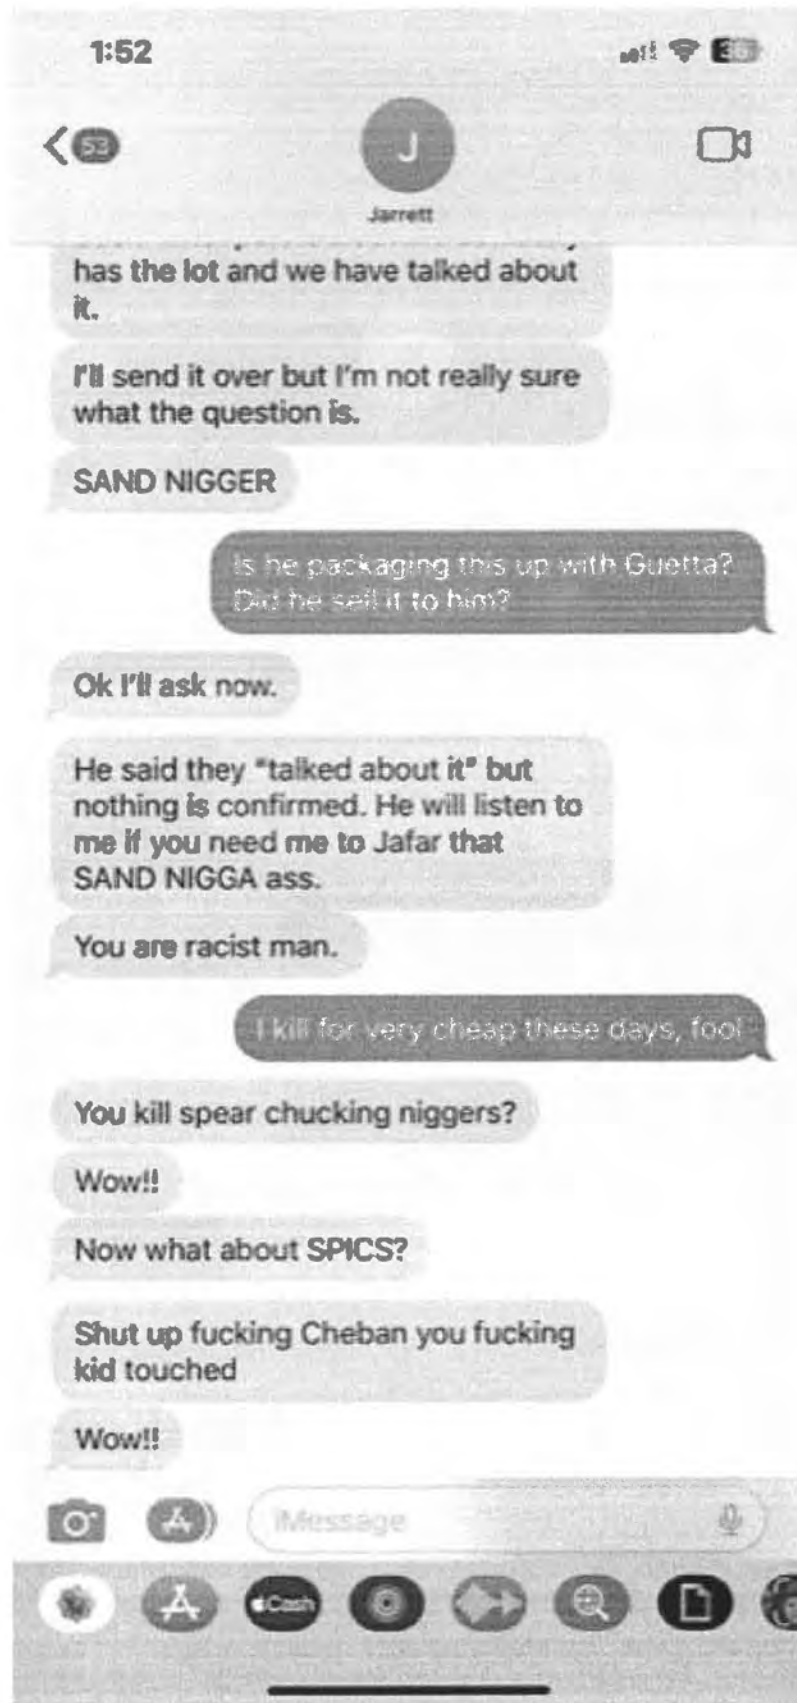 1:52
36
53
J
Jarrett
has the lot and we have talked about
it.
I'll send it over but I'm not really sure
what the question is.
SAND NIGGER
Is he packaging this up with Guetta?
Did he sell it to him?
Ok I'll ask now.
He said they "talked about it" but
nothing is confirmed. He will listen to
me if you need me to Jafar that
SAND NIGGA ass.
You are racist man.
I kill for very cheap these days, fool
You kill spear chucking niggers?
Wow!!
Now what about SPICS?
Shut up fucking Cheban you fucking
kid touched
Wow!!
iMessage
Cash